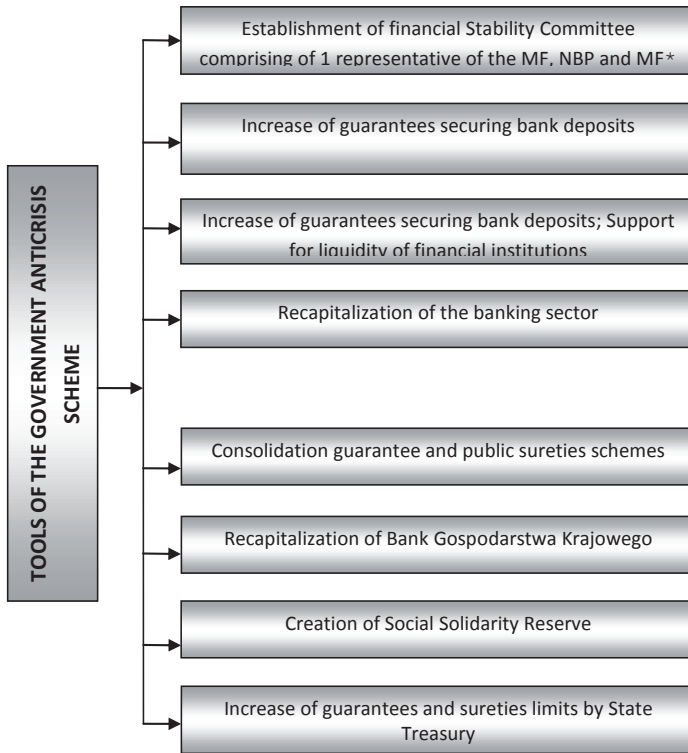 TOOLS OF THE GOVERNMENT ANTICRISIS
SCHEME
Establishment of financial Stability Committee
comprising of 1 representative of the MF, NBP and MF*
Increase of guarantees securing bank deposits
Increase of guarantees securing bank deposits; Support
for liquidity of financial institutions
Recapitalization of the banking sector
Consolidation guarantee and public sureties schemes
Recapitalization of Bank Gospodarstwa Krajowego
Creation of Social Solidarity Reserve
Increase of guarantees and sureties limits by State
Treasury